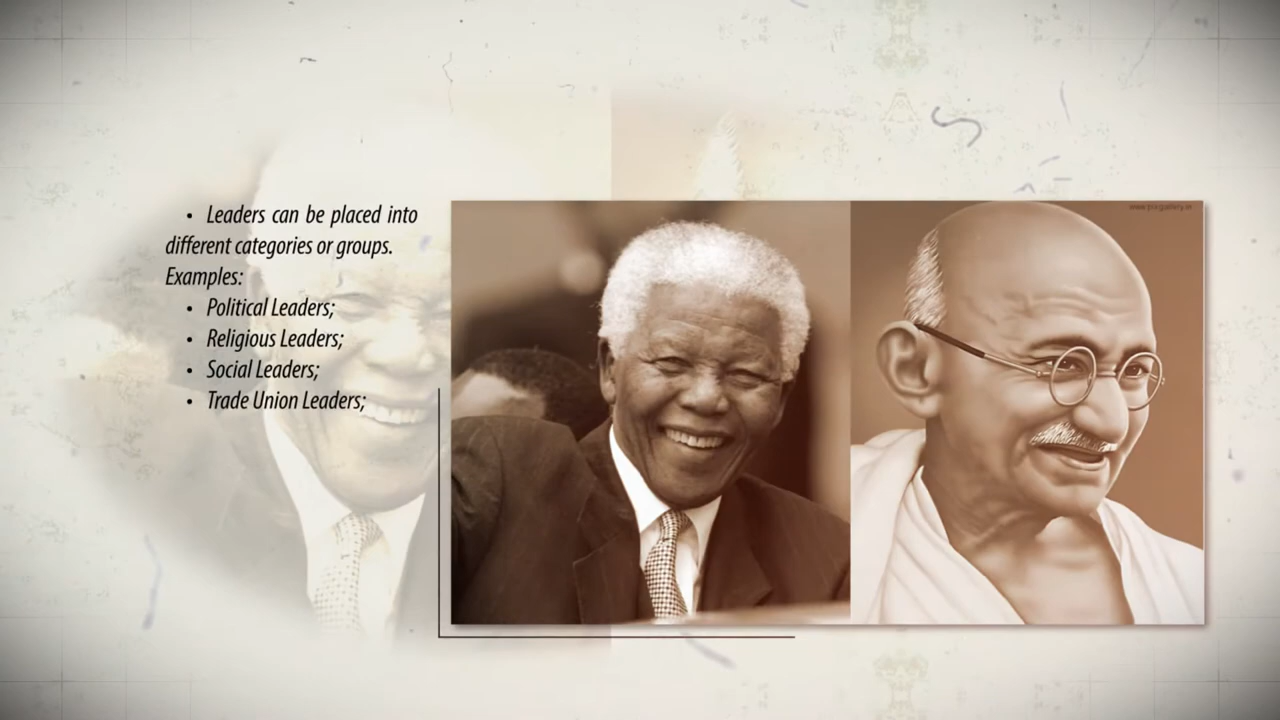 • Leaders can be placed into
different categories or groups.
Examples:
• Political Leaders;
• Religious Leaders;
• Social Leaders;
• Trade Union Leaders;